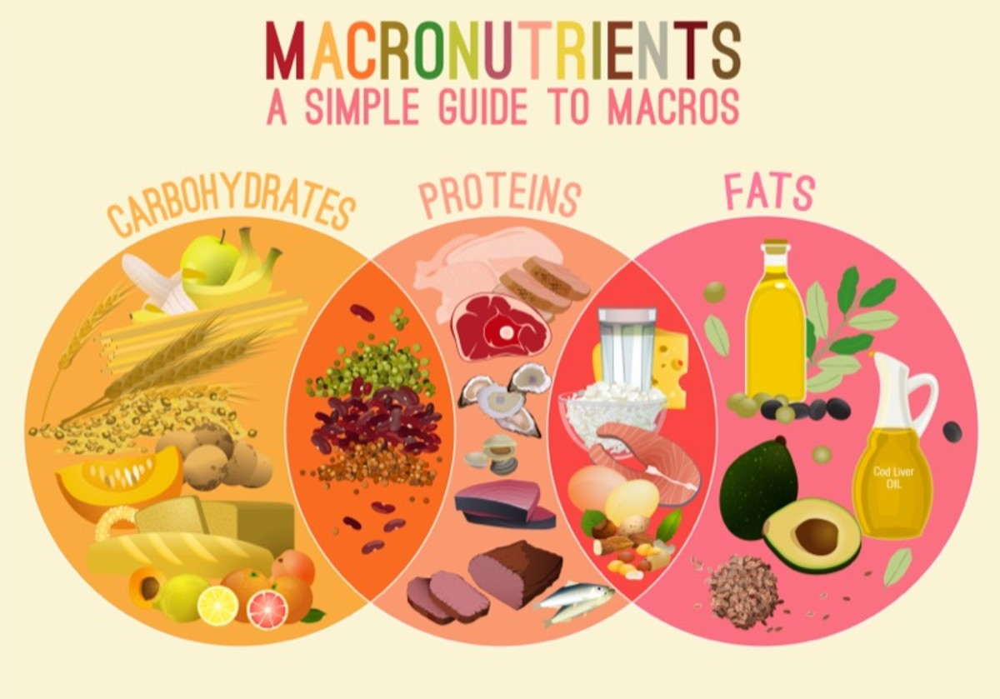 MACRONUTRIENTS
A SIMPLE GUIDE TO MACROS
CARBOHYDRATES
PROTEINS
FATS
Cod Liver
OIL